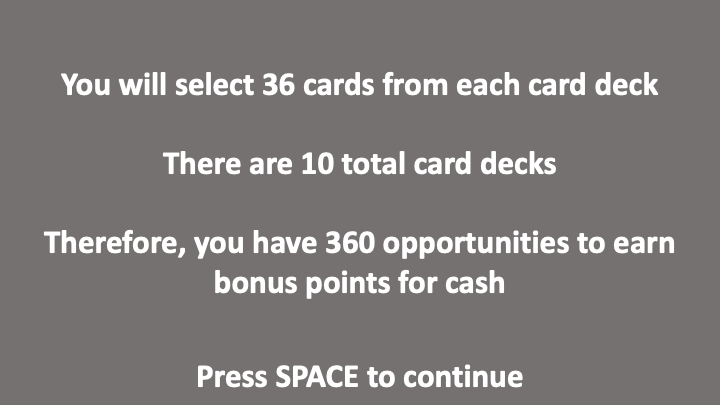 You will select 36 cards from each card deck
There are 10 total card decks
Therefore, you have 360 opportunities to earn
bonus points for cash
Press SPACE to continue